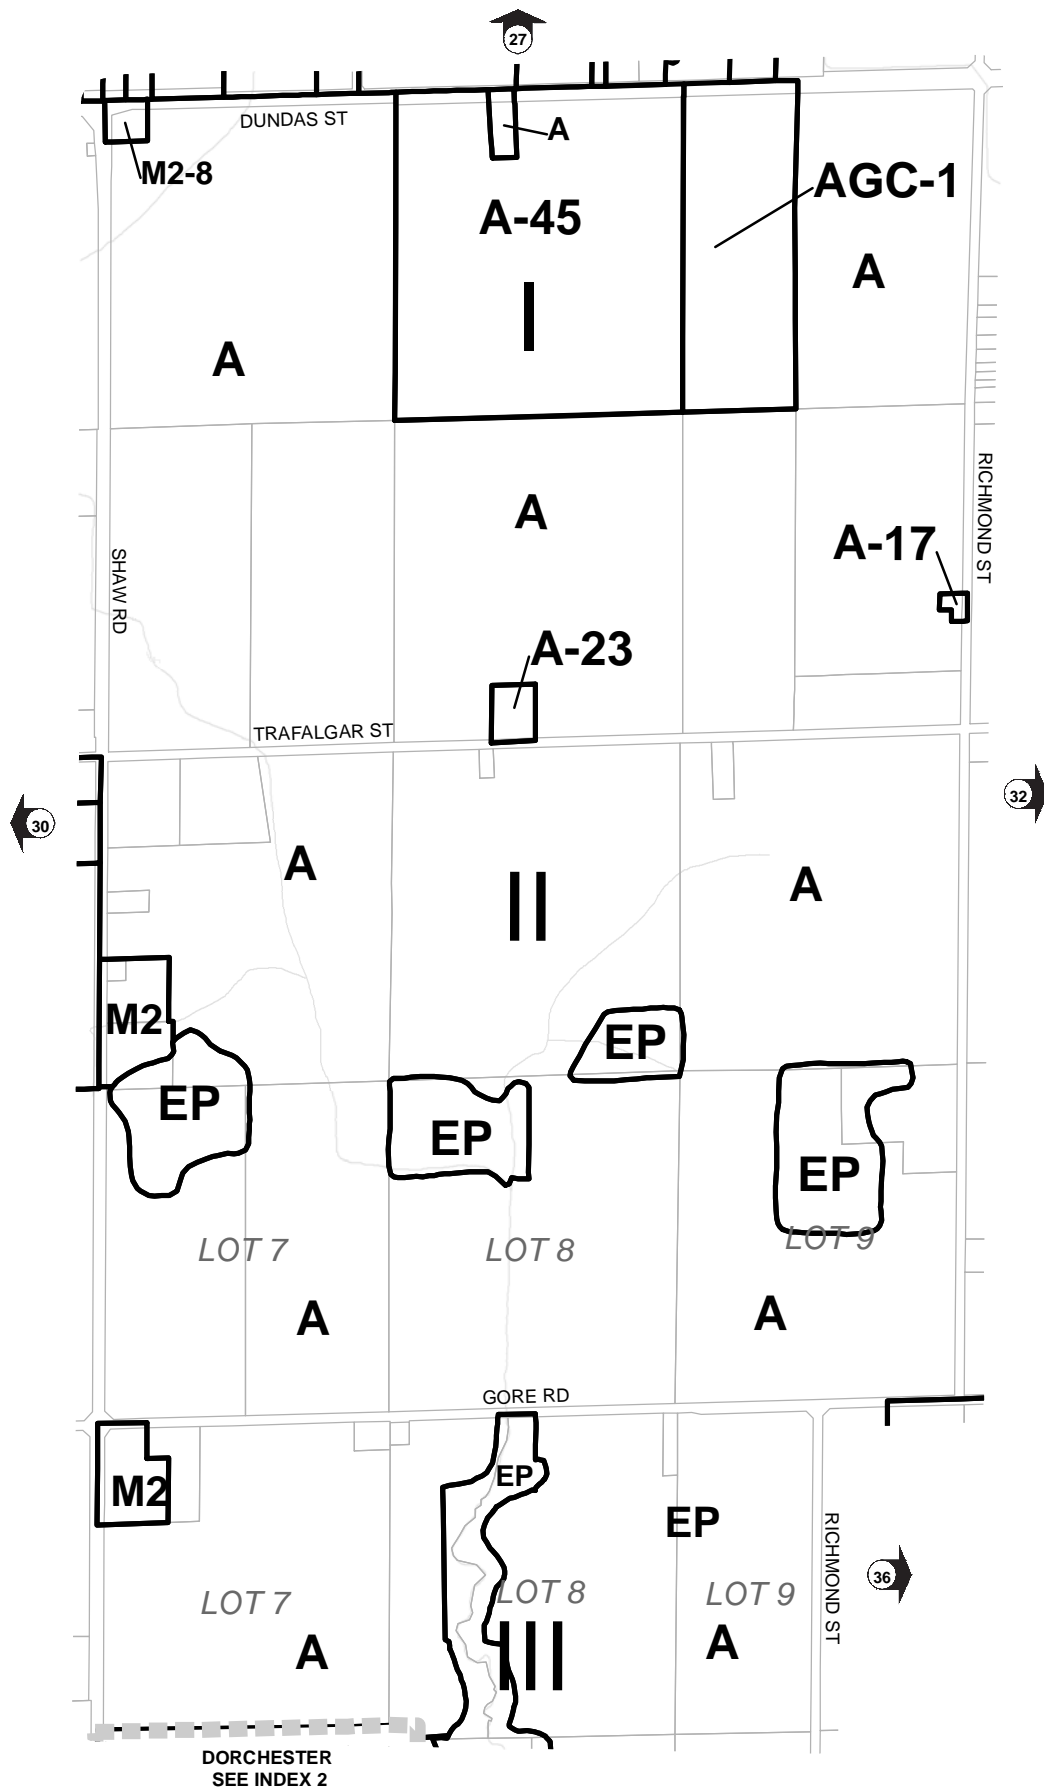 27
DUNDAS ST
A
M2-8
AGC-1
A-45
A
I
A
RICHMOND ST
A
A-17
SHAW RD
A-23
TRAFALGAR ST
30
32
A
II
A
M2
EP
EP
EP
EP
LOT 7
LOT 8
LOT 9
A
A
GORE RD
EP
M2
EP
RICHMOND ST
36
LOT 7
LOT 8
LOT 9
A
III
A
DORCHESTER
SEE INDEX 2